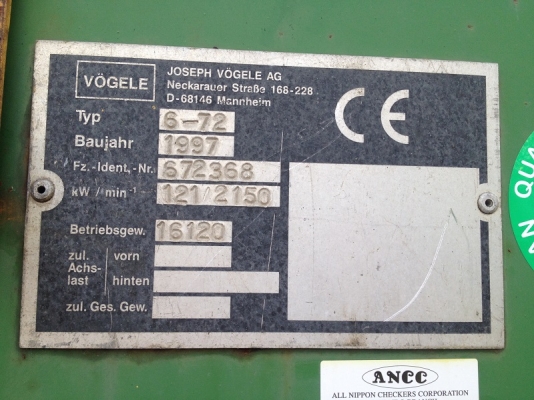 VÖGELE
JOSEPH VÖGELE AG
Neckarauer Straße 168-228
D-68146 Mannheim
CE
Typ 6-72
Baujahr 1997
Fz.-Ident.-Nr. 672368
kW / min⁻¹ 121/2150
Betriebsgew. 16120
zul. Achs- last vorn
hinten
zul. Ges. Gew.
QUA
ANCC
ALL NIPPON CHECKERS CORPORATION